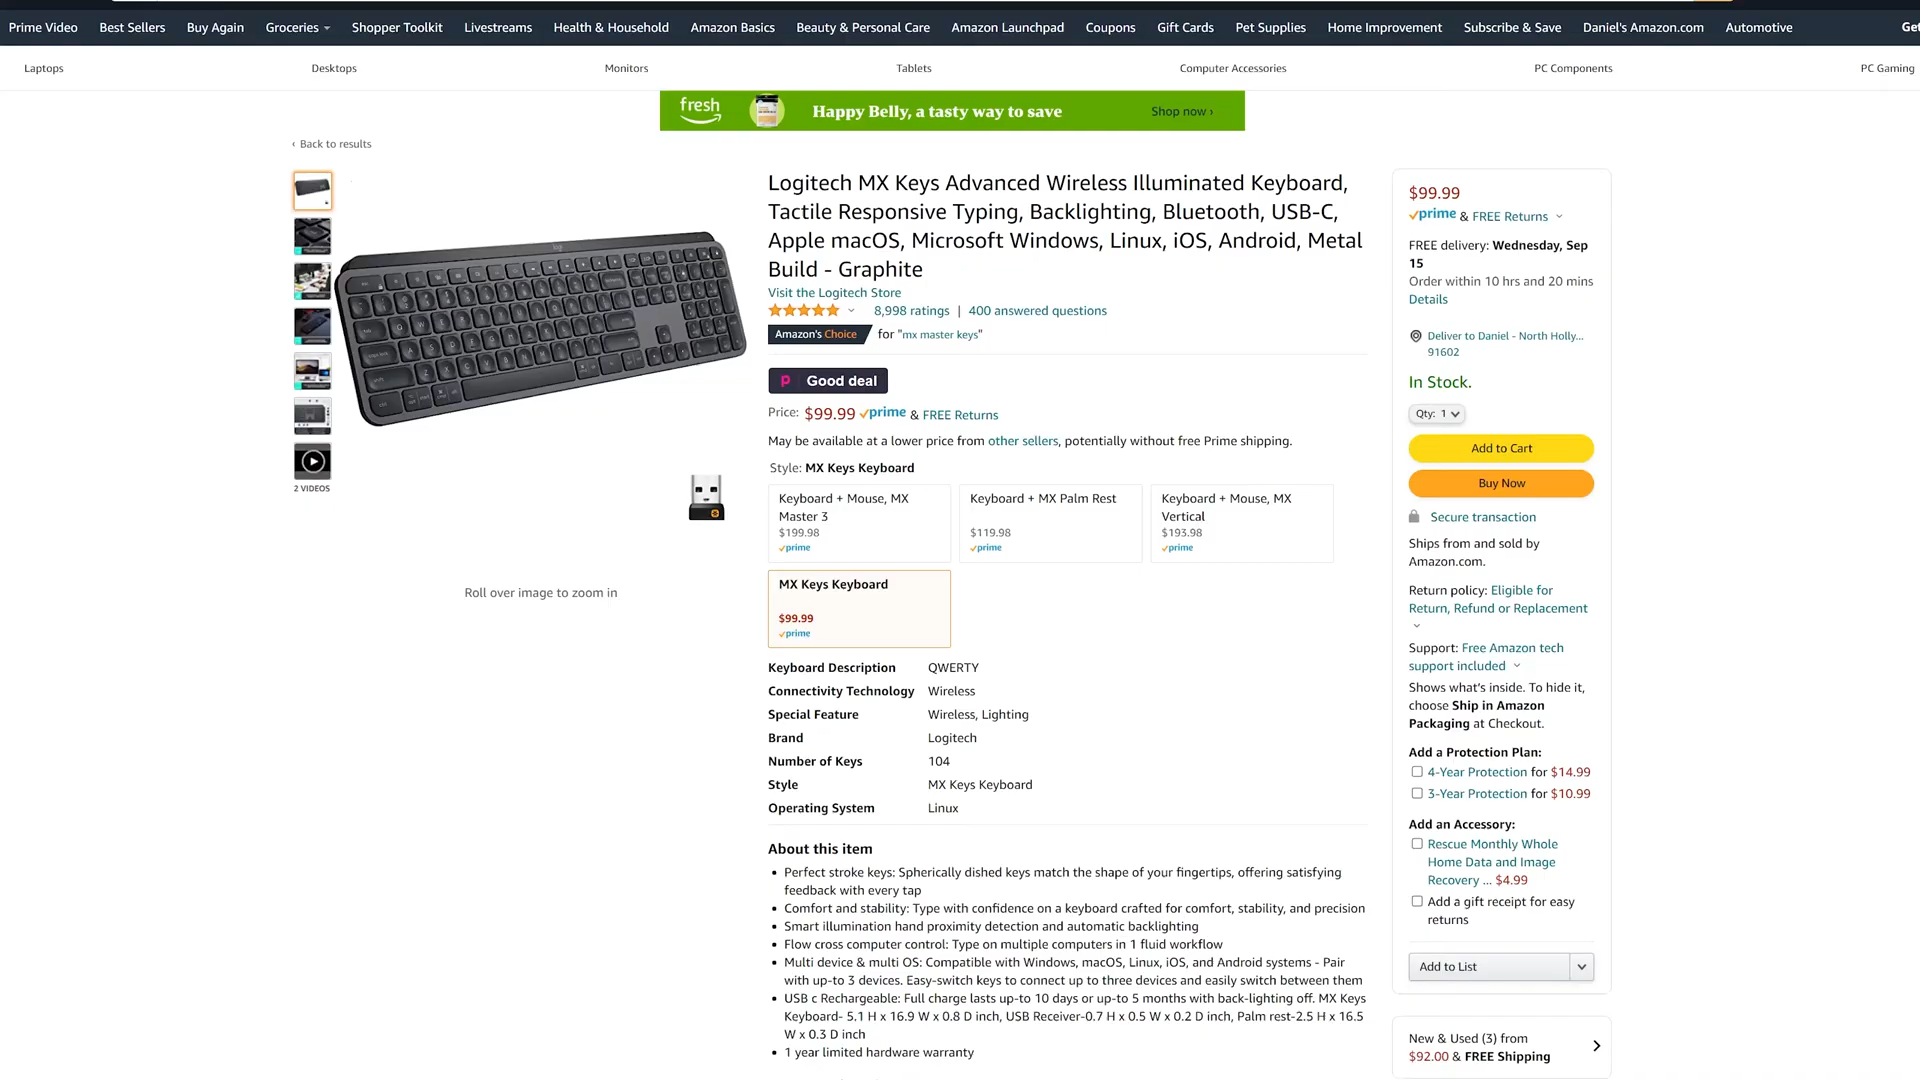 Prime Video Best Sellers Buy Again Groceries Shopper Toolkit Livestreams Health & Household Amazon Basics Beauty & Personal Care Amazon Launchpad Coupons Gift Cards Pet Supplies Home Improvement Subscribe & Save Daniel's Amazon.com Automotive Get
Laptops Desktops Monitors Tablets Computer Accessories PC Components PC Gaming
fresh Happy Belly, a tasty way to save Shop now ›
‹ Back to results
2 VIDEOS
Roll over image to zoom in
Logitech MX Keys Advanced Wireless Illuminated Keyboard,
Tactile Responsive Typing, Backlighting, Bluetooth, USB-C,
Apple macOS, Microsoft Windows, Linux, iOS, Android, Metal
Build - Graphite
Visit the Logitech Store
8,998 ratings | 400 answered questions
Amazon's Choice for "mx master keys"
Good deal
Price: $99.99 prime & FREE Returns
May be available at a lower price from other sellers, potentially without free Prime shipping.
Style: MX Keys Keyboard
Keyboard + Mouse, MX
Master 3
$199.98
prime
Keyboard + MX Palm Rest
$119.98
prime
Keyboard + Mouse, MX
Vertical
$193.98
prime
MX Keys Keyboard
$99.99
prime
Keyboard Description QWERTY
Connectivity Technology Wireless
Special Feature Wireless, Lighting
Brand Logitech
Number of Keys 104
Style MX Keys Keyboard
Operating System Linux
About this item
• Perfect stroke keys: Spherically dished keys match the shape of your fingertips, offering satisfying
feedback with every tap
• Comfort and stability: Type with confidence on a keyboard crafted for comfort, stability, and precision
• Smart illumination hand proximity detection and automatic backlighting
• Flow cross computer control: Type on multiple computers in 1 fluid workflow
• Multi device & multi OS: Compatible with Windows, macOS, Linux, iOS, and Android systems - Pair
with up-to 3 devices. Easy-switch keys to connect up to three devices and easily switch between them
• USB c Rechargeable: Full charge lasts up-to 10 days or up-to 5 months with back-lighting off. MX Keys
Keyboard- 5.1 H x 16.9 W x 0.8 D inch, USB Receiver-0.7 H x 0.5 W x 0.2 D inch, Palm rest-2.5 H x 16.5
W x 0.3 D inch
• 1 year limited hardware warranty
$99.99
prime & FREE Returns
FREE delivery: Wednesday, Sep
15
Order within 10 hrs and 20 mins
Details
Deliver to Daniel - North Holly...
91602
In Stock.
Qty: 1
Add to Cart
Buy Now
Secure transaction
Ships from and sold by
Amazon.com.
Return policy: Eligible for
Return, Refund or Replacement
Support: Free Amazon tech
support included
Shows what's inside. To hide it,
choose Ship in Amazon
Packaging at Checkout.
Add a Protection Plan:
4-Year Protection for $14.99
3-Year Protection for $10.99
Add an Accessory:
Rescue Monthly Whole
Home Data and Image
Recovery ... $4.99
Add a gift receipt for easy
returns
Add to List
New & Used (3) from
$92.00 & FREE Shipping